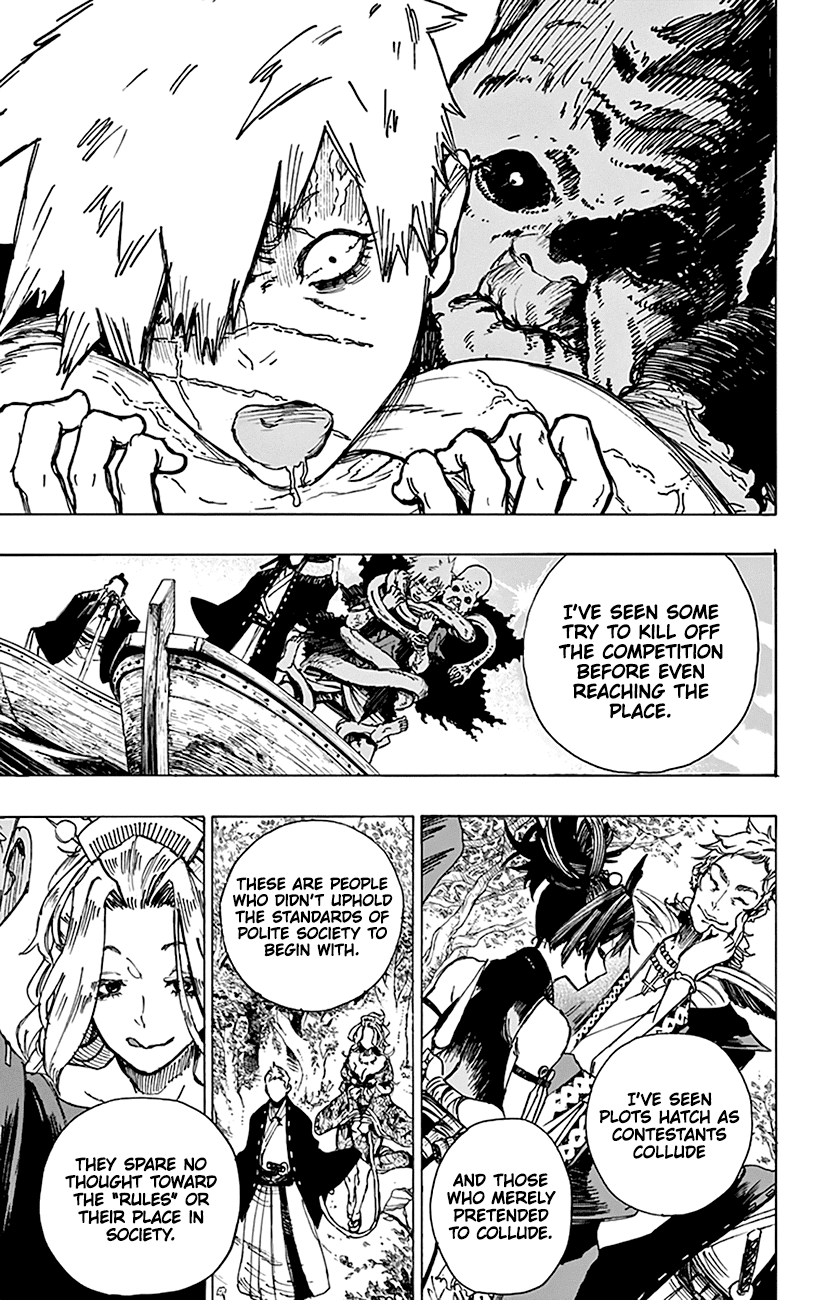 I'VE SEEN SOME
TRY TO KILL OFF
THE COMPETITION
BEFORE EVEN
REACHING THE
PLACE.
I'VE SEEN
PLOTS HATCH AS
CONTESTANTS
COLLUDE
AND THOSE
WHO MERELY
PRETENDED
TO COLLUDE.
THESE ARE PEOPLE
WHO DIDN'T UPHOLD
THE STANDARDS OF
POLITE SOCIETY TO
BEGIN WITH.
THEY SPARE NO
THOUGHT TOWARD
THE "RULES" OR
THEIR PLACE IN
SOCIETY.